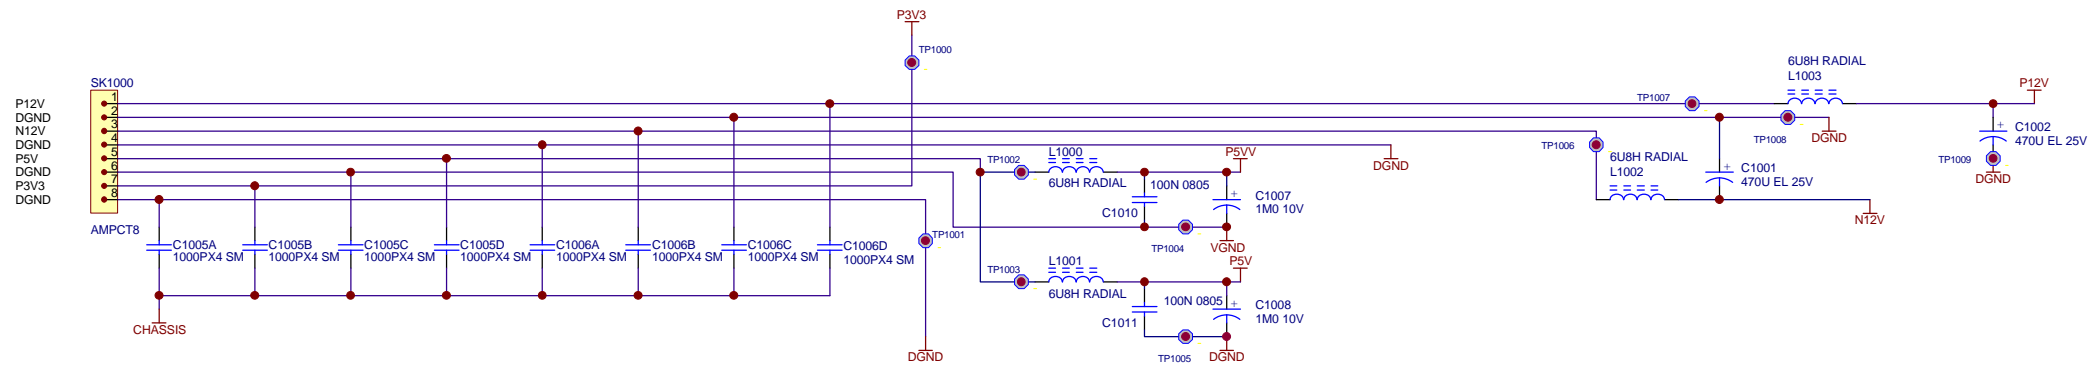 P3V3
TP1000
6U8H RADIAL
L1003
P12V
SK1000
P12V
DGND
N12V
DGND
P5V
DGND
P3V3
DGND
1
2
3
4
5
6
7
8
AMPCT8
TP1007
TP1008
DGND
C1002
470U EL 25V
TP1009
DGND
TP1006
6U8H RADIAL
L1002
C1001
470U EL 25V
N12V
DGND
TP1002
L1000
6U8H RADIAL
P5VV
100N 0805
C1010
C1007
1M0 10V
TP1004
VGND
TP1001
C1005A
1000PX4 SM
C1005B
1000PX4 SM
C1005C
1000PX4 SM
C1005D
1000PX4 SM
C1006A
1000PX4 SM
C1006B
1000PX4 SM
C1006C
1000PX4 SM
C1006D
1000PX4 SM
CHASSIS
DGND
TP1003
L1001
6U8H RADIAL
P5V
100N 0805
C1011
C1008
1M0 10V
TP1005
DGND